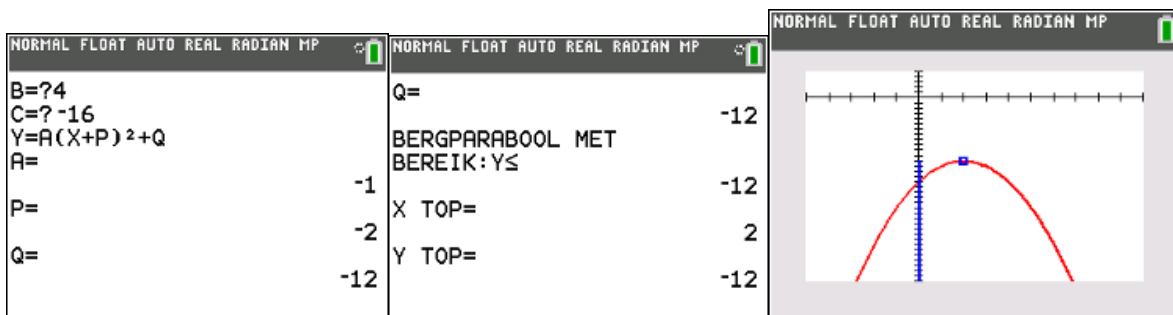 NORMAL FLOAT AUTO REAL RADIAN MP
B=?4
C=?-16
Y=A(X+P)²+Q
A=
-1
P=
-2
Q=
-12
NORMAL FLOAT AUTO REAL RADIAN MP
Q=
-12
BERGPARABOOL MET
BEREIK:Y≤
-12
X TOP=
2
Y TOP=
-12
NORMAL FLOAT AUTO REAL RADIAN MP